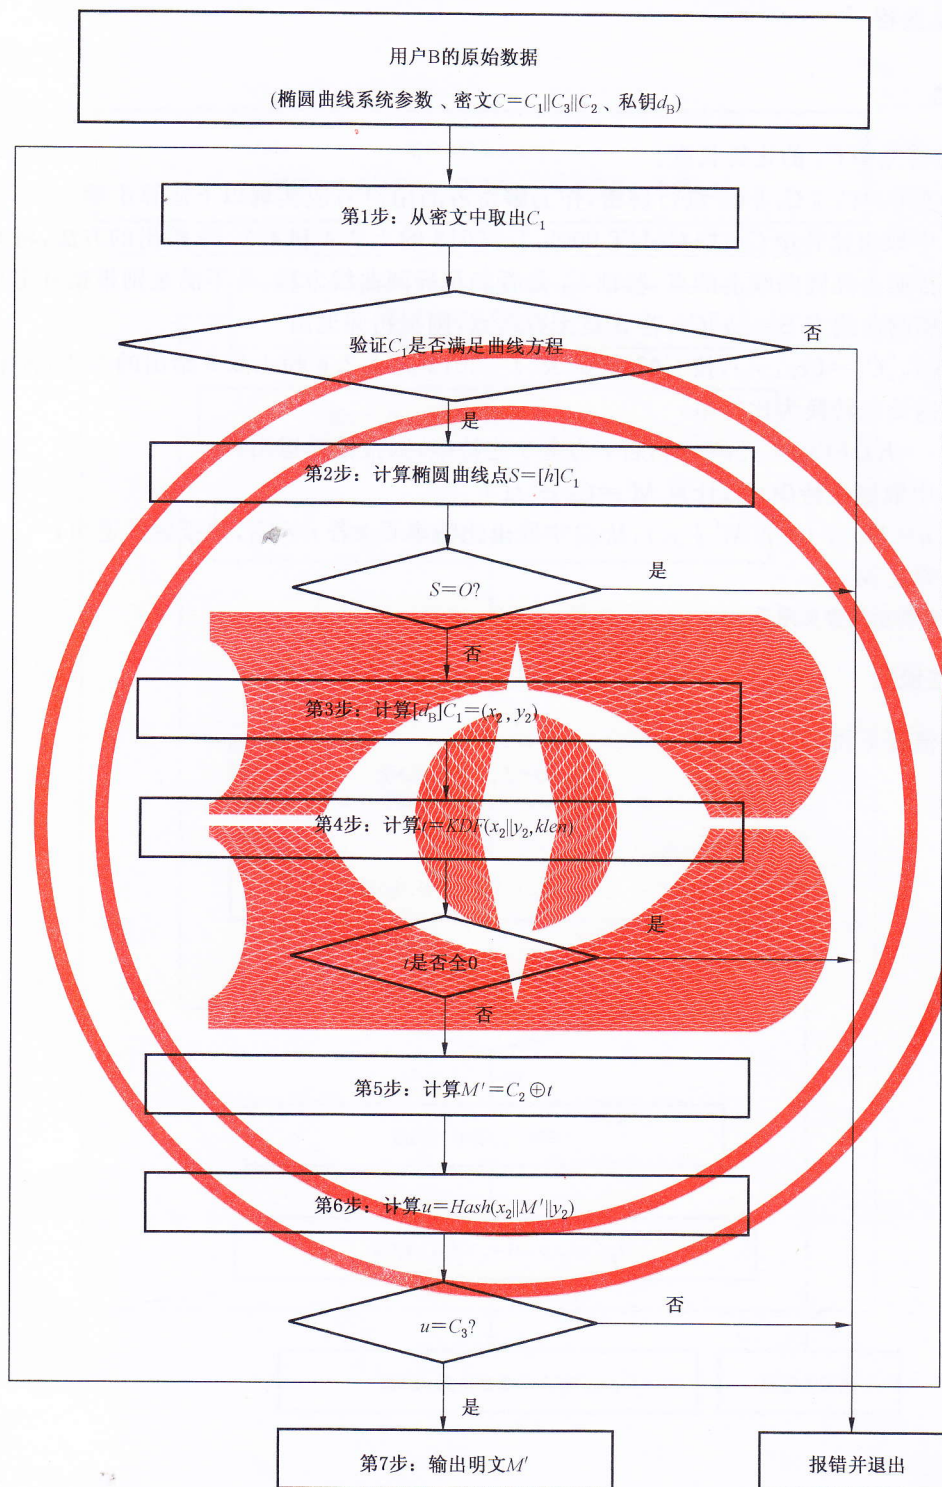 用户B的原始数据
(椭圆曲线系统参数、密文C=C₁||C₃||C₂、私钥d_B)
第1步：从密文中取出C₁
验证C₁是否满足曲线方程
否
是
第2步：计算椭圆曲线点S=[h]C₁
S=O?
是
否
第3步：计算[d_B]C₁=(x₂, y₂)
第4步：计算t=KDF(x₂||y₂,klen)
t是否全0
是
否
第5步：计算M′=C₂⊕t
第6步：计算u=Hash(x₂||M′||y₂)
u=C₃?
否
是
第7步：输出明文M′
报错并退出